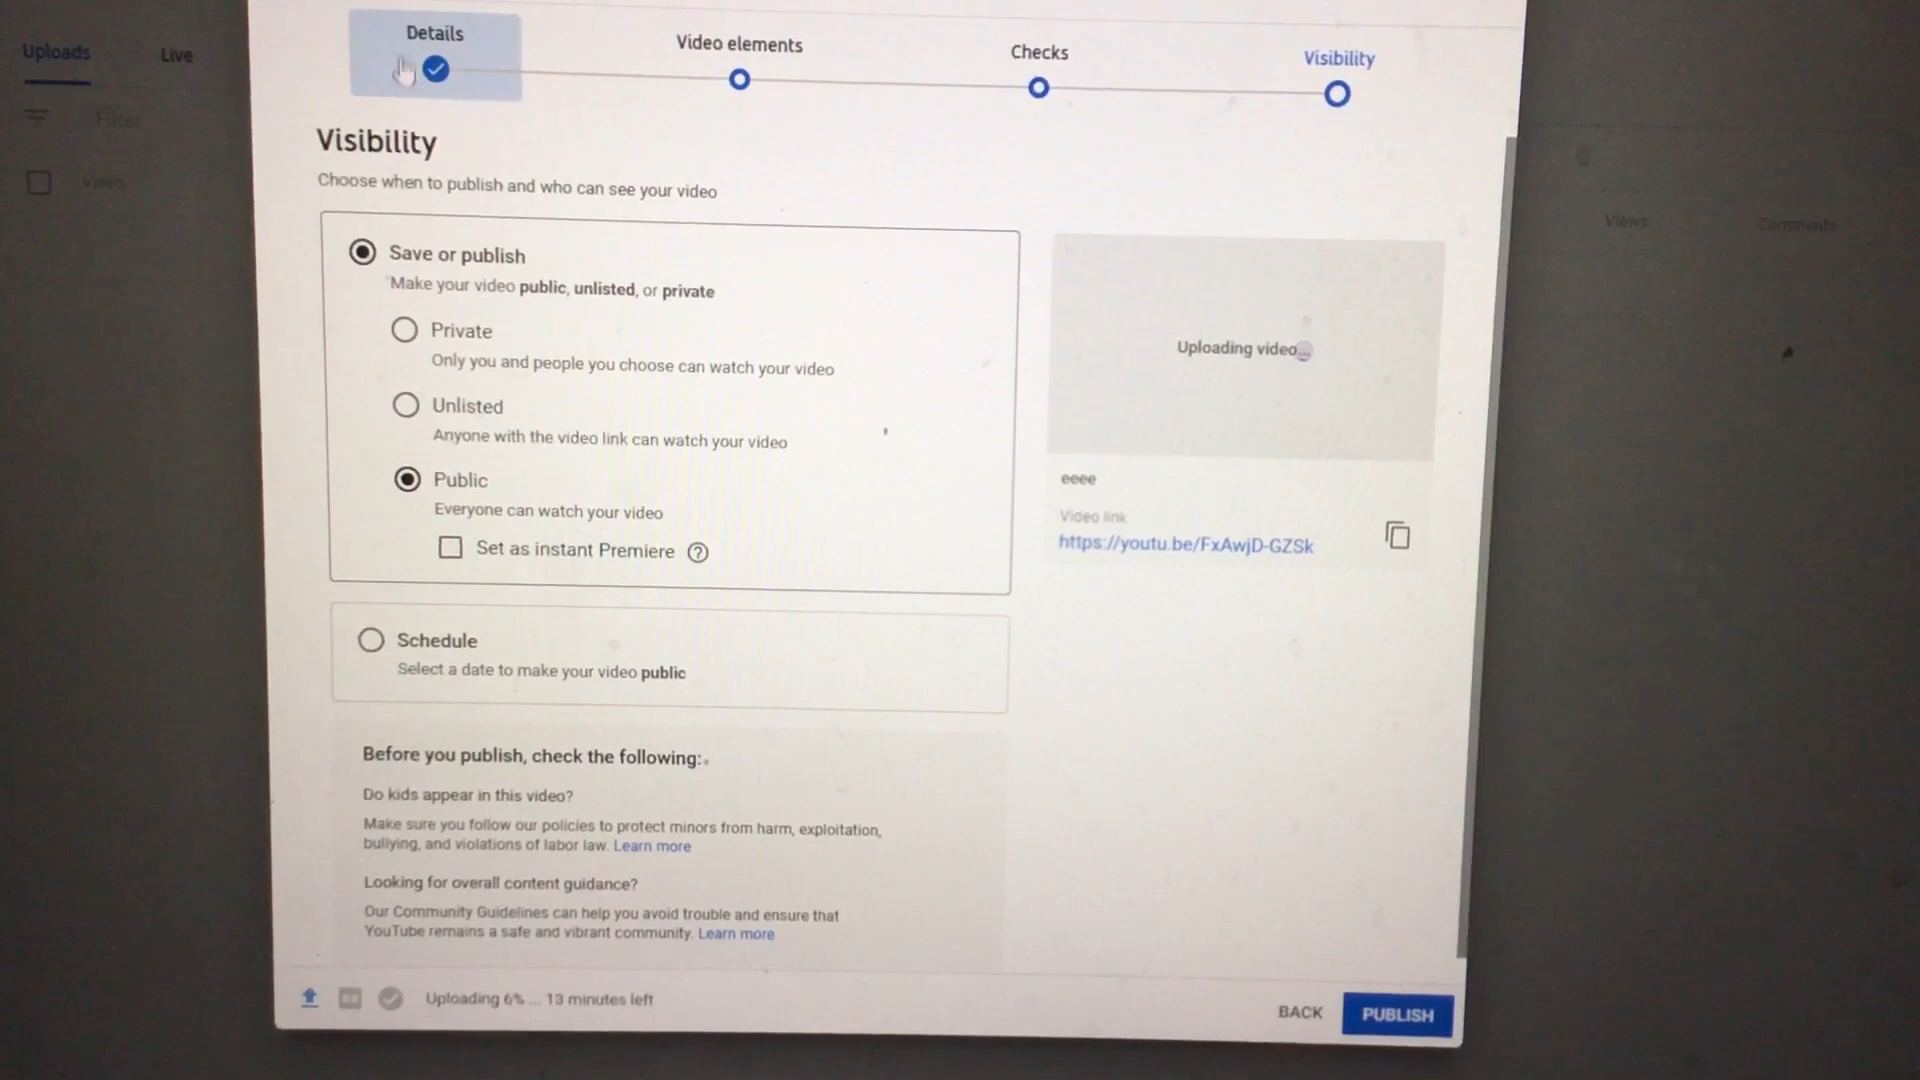 Uploads
Live
Filter
Video
Views
Comments
Details
Video elements
Checks
Visibility
Visibility
Choose when to publish and who can see your video
Save or publish
Make your video public, unlisted, or private
Private
Only you and people you choose can watch your video
Unlisted
Anyone with the video link can watch your video
Public
Everyone can watch your video
Set as instant Premiere
Schedule
Select a date to make your video public
Uploading video...
eeee
Video link
https://youtu.be/FxAwjD-GZSk
Before you publish, check the following:
Do kids appear in this video?
Make sure you follow our policies to protect minors from harm, exploitation,
bullying, and violations of labor law. Learn more
Looking for overall content guidance?
Our Community Guidelines can help you avoid trouble and ensure that
YouTube remains a safe and vibrant community. Learn more
Uploading 6% ... 13 minutes left
BACK
PUBLISH